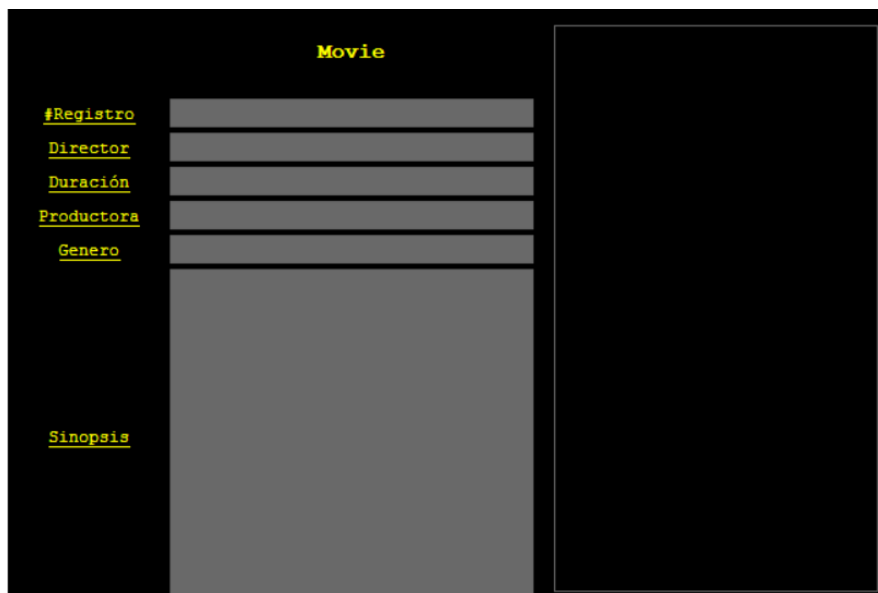 Movie
#Registro
Director
Duración
Productora
Genero
Sinopsis